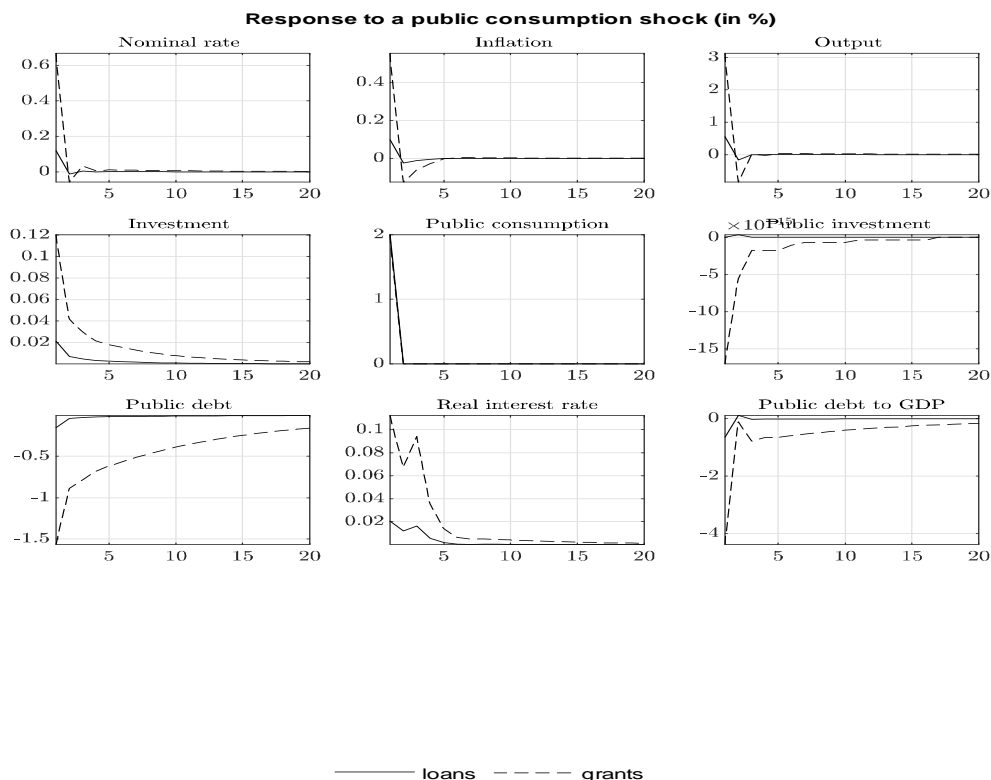 Response to a public consumption shock (in %)
Nominal rate
0.6
0.4
0.2
0
5 10 15 20
Inflation
0.4
0.2
0
5 10 15 20
Output
3
2
1
0
5 10 15 20
Investment
0.12
0.1
0.08
0.06
0.04
0.02
5 10 15 20
Public consumption
2
1
0
5 10 15 20
×10⁻¹⁵
Public investment
0
-5
-10
-15
5 10 15 20
Public debt
-0.5
-1
-1.5
5 10 15 20
Real interest rate
0.1
0.08
0.06
0.04
0.02
5 10 15 20
Public debt to GDP
0
-2
-4
5 10 15 20
loans grants